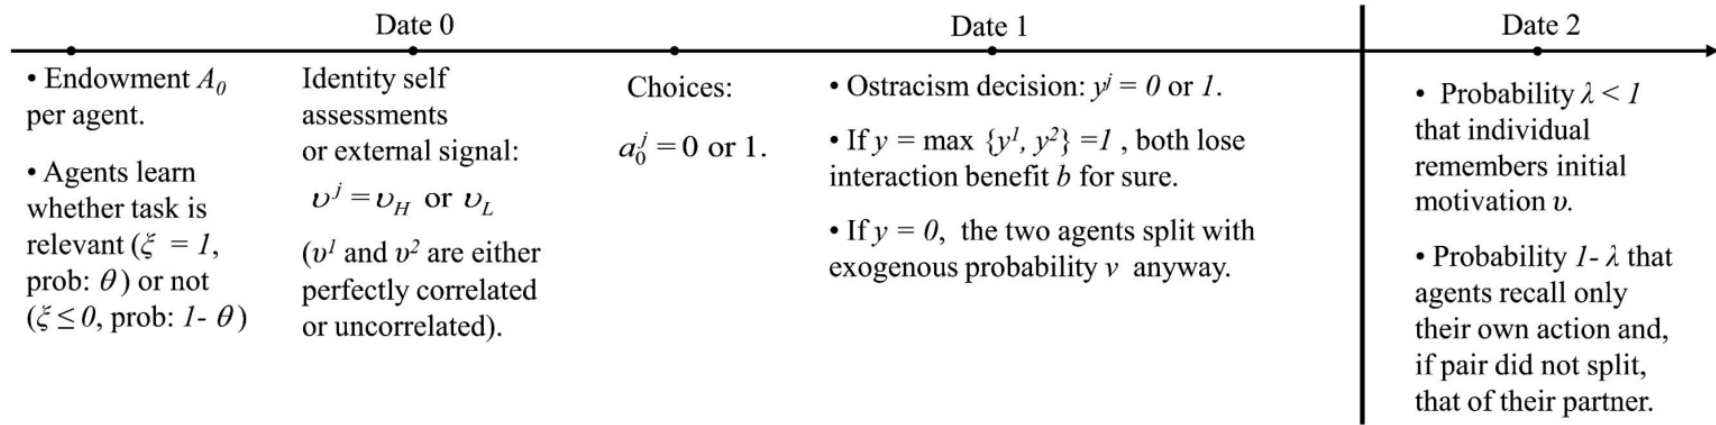 Date 0
Date 1
Date 2
• Endowment A₀
per agent.
• Agents learn
whether task is
relevant (ξ = 1,
prob: θ) or not
(ξ ≤ 0, prob: 1- θ)
Identity self
assessments
or external signal:
υʲ = υ_H or υ_L
(υ¹ and υ² are either
perfectly correlated
or uncorrelated).
Choices:
a₀ʲ = 0 or 1.
• Ostracism decision: yʲ = 0 or 1.
• If y = max {y¹, y²} =1 , both lose
interaction benefit b for sure.
• If y = 0, the two agents split with
exogenous probability ν anyway.
• Probability λ < 1
that individual
remembers initial
motivation υ.
• Probability 1- λ that
agents recall only
their own action and,
if pair did not split,
that of their partner.